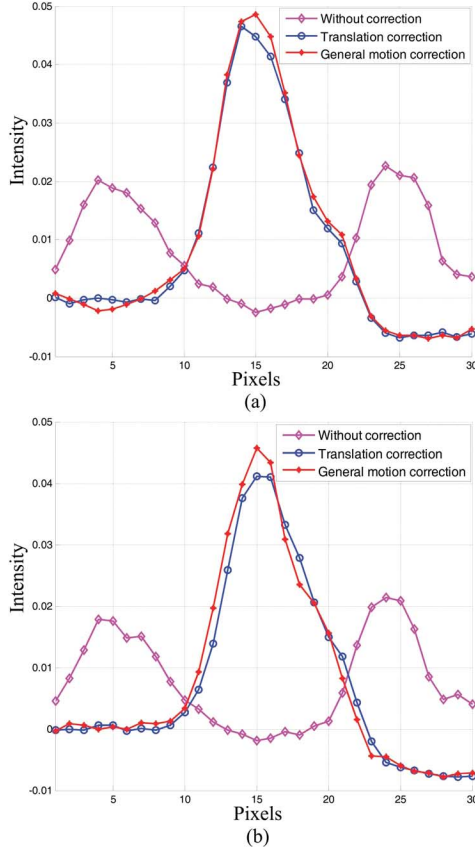 0.05
Without correction
Translation correction
General motion correction
0.04
0.03
Intensity
0.02
0.01
0
-0.01
5
10
15
20
25
30
Pixels
(a)
0.05
Without correction
Translation correction
General motion correction
0.04
0.03
Intensity
0.02
0.01
0.00
-0.01
5
10
15
20
25
30
Pixels
(b)